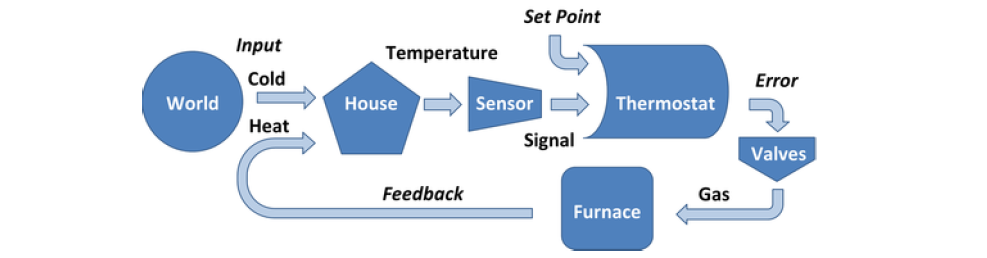 Set Point
Input
Temperature
Error
Cold
World
House
Sensor
Thermostat
Heat
Signal
Valves
Feedback
Gas
Furnace